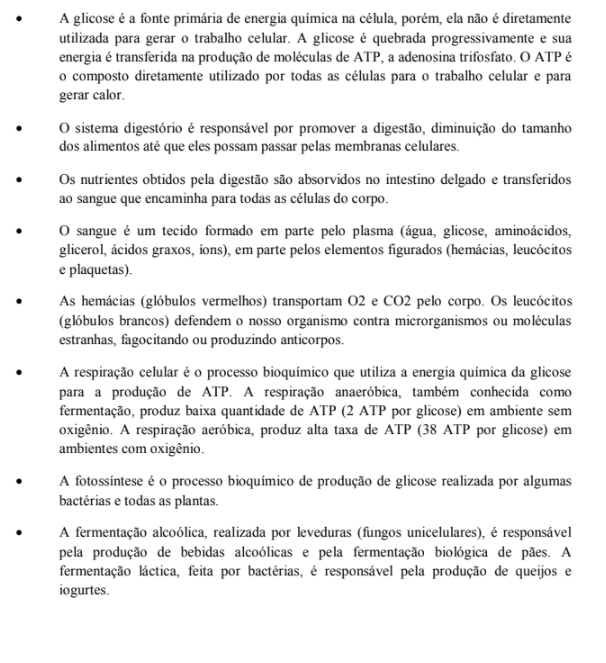 • A glicose é a fonte primária de energia química na célula, porém, ela não é diretamente
utilizada para gerar o trabalho celular. A glicose é quebrada progressivamente e sua
energia é transferida na produção de moléculas de ATP, a adenosina trifosfato. O ATP é
o composto diretamente utilizado por todas as células para o trabalho celular e para
gerar calor.
• O sistema digestório é responsável por promover a digestão, diminuição do tamanho
dos alimentos até que eles possam passar pelas membranas celulares.
• Os nutrientes obtidos pela digestão são absorvidos no intestino delgado e transferidos
ao sangue que encaminha para todas as células do corpo.
• O sangue é um tecido formado em parte pelo plasma (água, glicose, aminoácidos,
glicerol, ácidos graxos, íons), em parte pelos elementos figurados (hemácias, leucócitos
e plaquetas).
• As hemácias (glóbulos vermelhos) transportam O2 e CO2 pelo corpo. Os leucócitos
(glóbulos brancos) defendem o nosso organismo contra microrganismos ou moléculas
estranhas, fagocitando ou produzindo anticorpos.
• A respiração celular é o processo bioquímico que utiliza a energia química da glicose
para a produção de ATP. A respiração anaeróbica, também conhecida como
fermentação, produz baixa quantidade de ATP (2 ATP por glicose) em ambiente sem
oxigênio. A respiração aeróbica, produz alta taxa de ATP (38 ATP por glicose) em
ambientes com oxigênio.
• A fotossíntese é o processo bioquímico de produção de glicose realizada por algumas
bactérias e todas as plantas.
• A fermentação alcoólica, realizada por leveduras (fungos unicelulares), é responsável
pela produção de bebidas alcoólicas e pela fermentação biológica de pães. A
fermentação láctica, feita por bactérias, é responsável pela produção de queijos e
iogurtes.